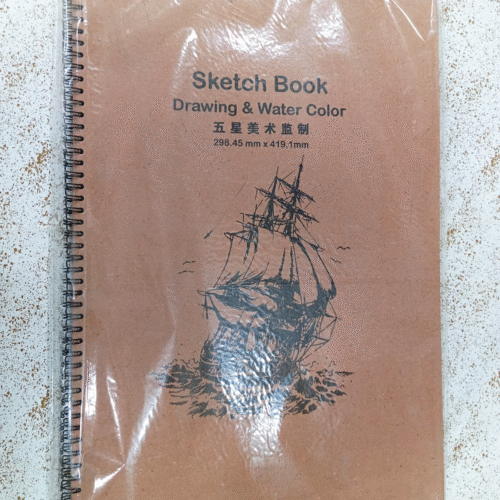 Sketch Book
Drawing & Water Color
五星美术监制
298.45 mm x 419.1mm